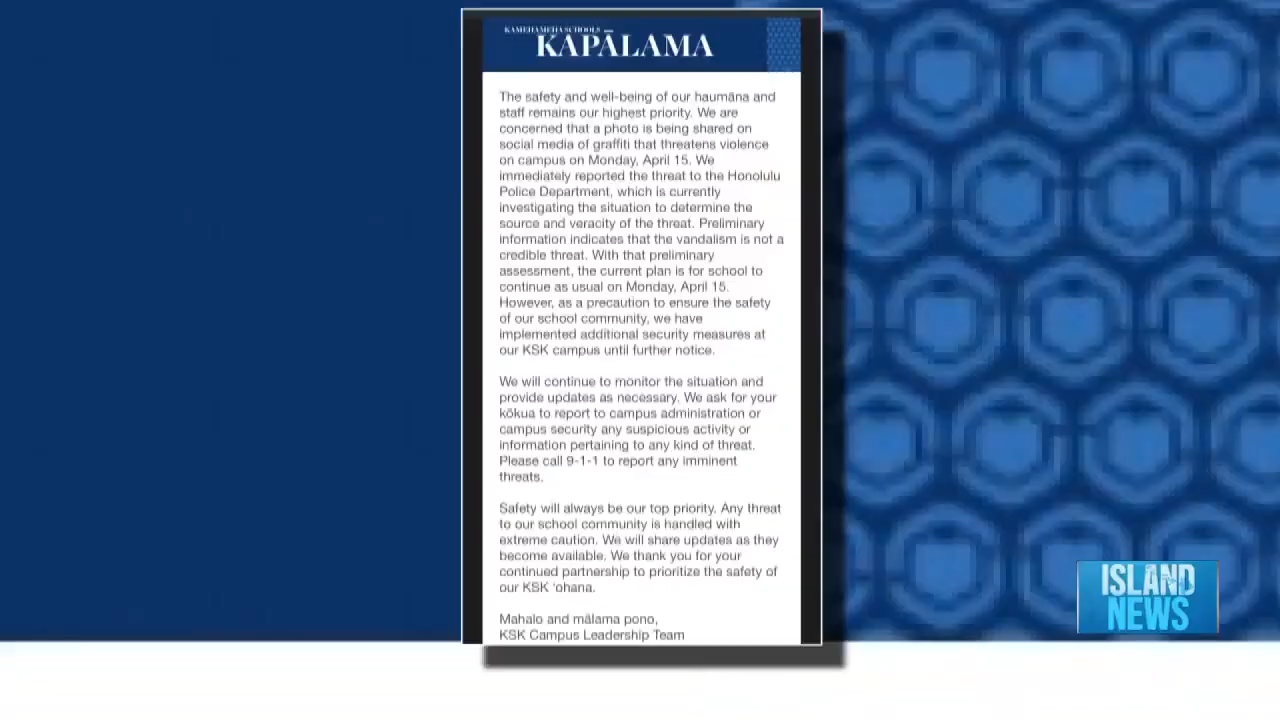 KAMEHAMEHA SCHOOLS
KAPĀLAMA
The safety and well-being of our haumāna and
staff remains our highest priority. We are
concerned that a photo is being shared on
social media of graffiti that threatens violence
on campus on Monday, April 15. We
immediately reported the threat to the Honolulu
Police Department, which is currently
investigating the situation to determine the
source and veracity of the threat. Preliminary
information indicates that the vandalism is not a
credible threat. With that preliminary
assessment, the current plan is for school to
continue as usual on Monday, April 15.
However, as a precaution to ensure the safety
of our school community, we have
implemented additional security measures at
our KSK campus until further notice.
We will continue to monitor the situation and
provide updates as necessary. We ask for your
kōkua to report to campus administration or
campus security any suspicious activity or
information pertaining to any kind of threat.
Please call 9-1-1 to report any imminent
threats.
Safety will always be our top priority. Any threat
to our school community is handled with
extreme caution. We will share updates as they
become available. We thank you for your
continued partnership to prioritize the safety of
our KSK ʻohana.
Mahalo and mālama pono,
KSK Campus Leadership Team
ISLAND
NEWS